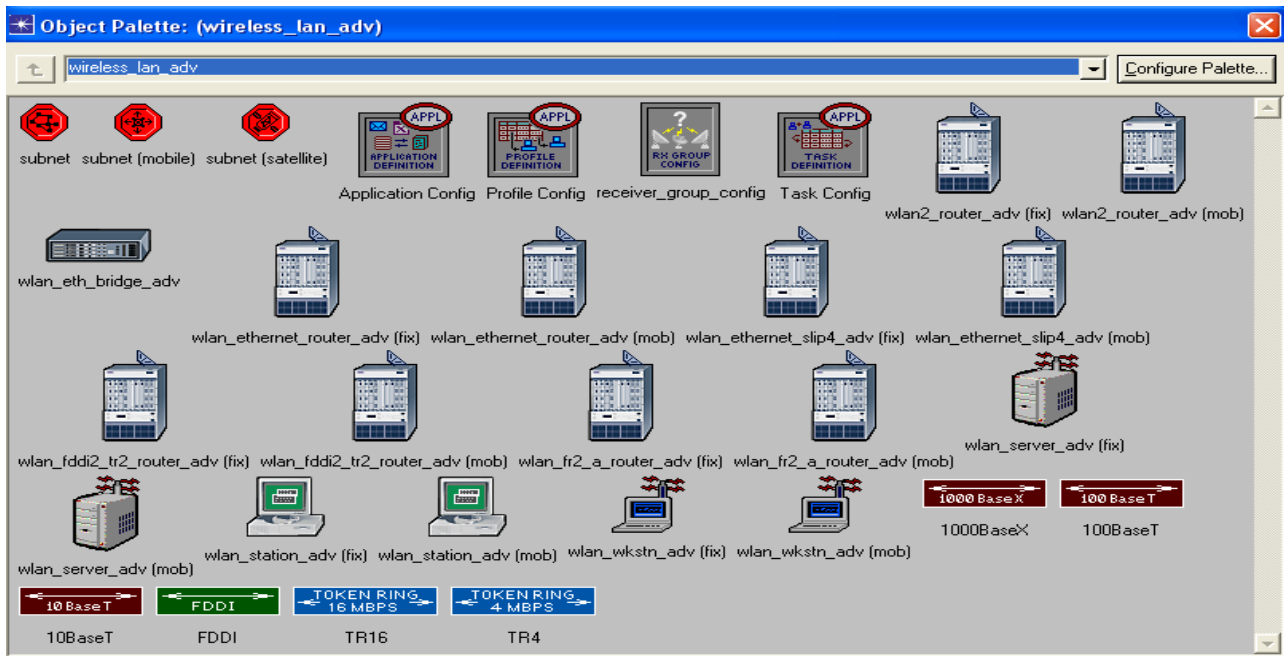 Object Palette: (wireless_lan_adv)
wireless_lan_adv
Configure Palette...
APPL APPL APPL
?
APPLICATION DEFINITION
PROFILE DEFINITION
RX GROUP CONFIG
TASK DEFINITION
subnet subnet (mobile) subnet (satellite)
Application Config Profile Config receiver_group_config Task Config
wlan2_router_adv (fix) wlan2_router_adv (mob)
wlan_eth_bridge_adv
wlan_ethernet_router_adv (fix) wlan_ethernet_router_adv (mob) wlan_ethernet_slip4_adv (fix) wlan_ethernet_slip4_adv (mob)
wlan_server_adv (fix)
wlan_fddi2_tr2_router_adv (fix) wlan_fddi2_tr2_router_adv (mob) wlan_fr2_a_router_adv (fix) wlan_fr2_a_router_adv (mob)
1000 BaseX 100 BaseT
1000BaseX 100BaseT
wlan_station_adv (fix) wlan_station_adv (mob) wlan_wkstn_adv (fix) wlan_wkstn_adv (mob)
wlan_server_adv (mob)
10 BaseT FDDI TOKEN RING 16 MBPS TOKEN RING 4 MBPS
10BaseT FDDI TR16 TR4